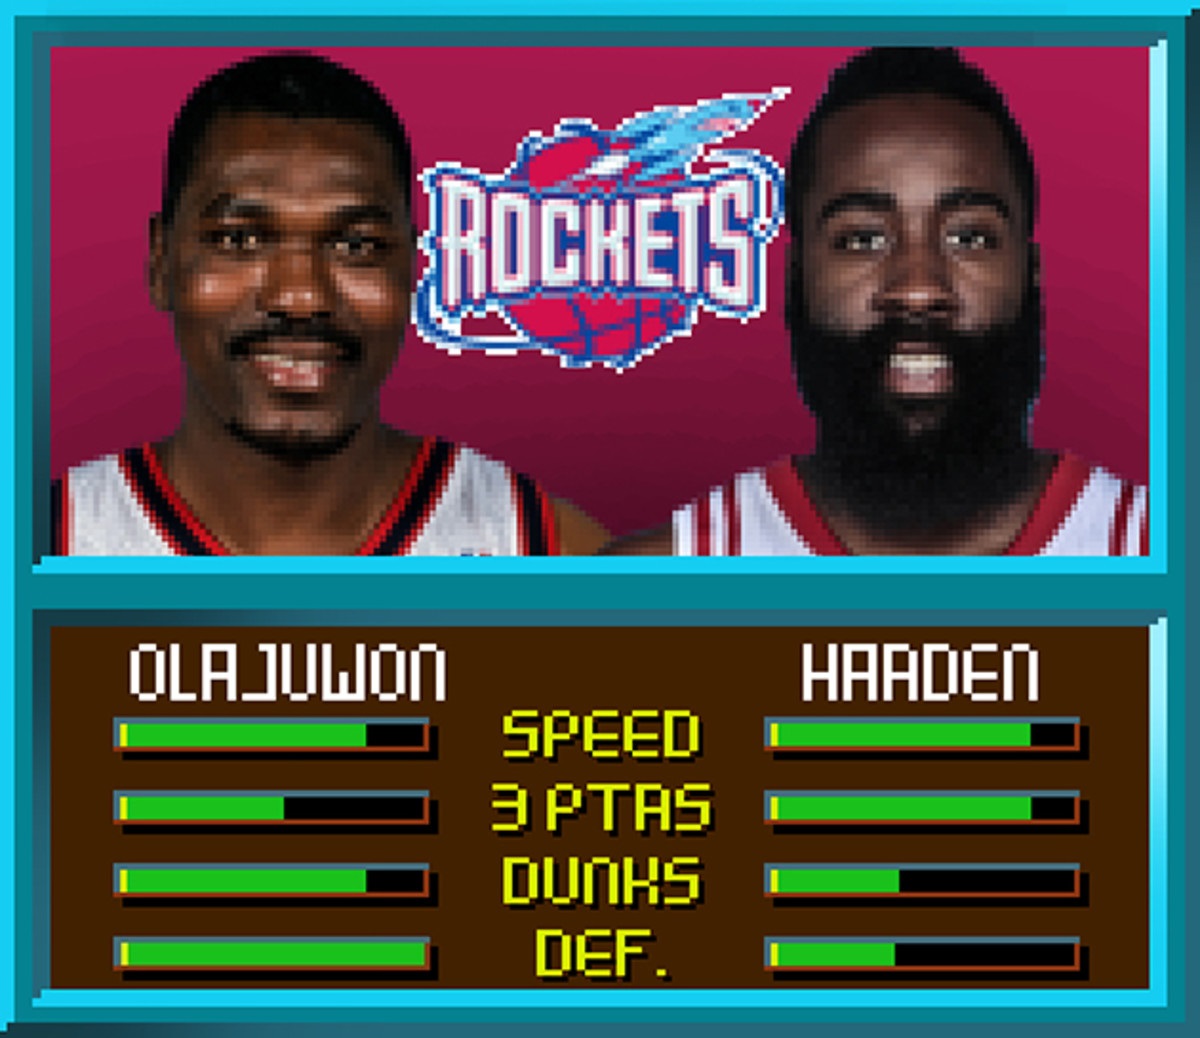 ROCKETS
OLAJUWON HARDEN
SPEED
3 PTRS
DUNKS
DEF.